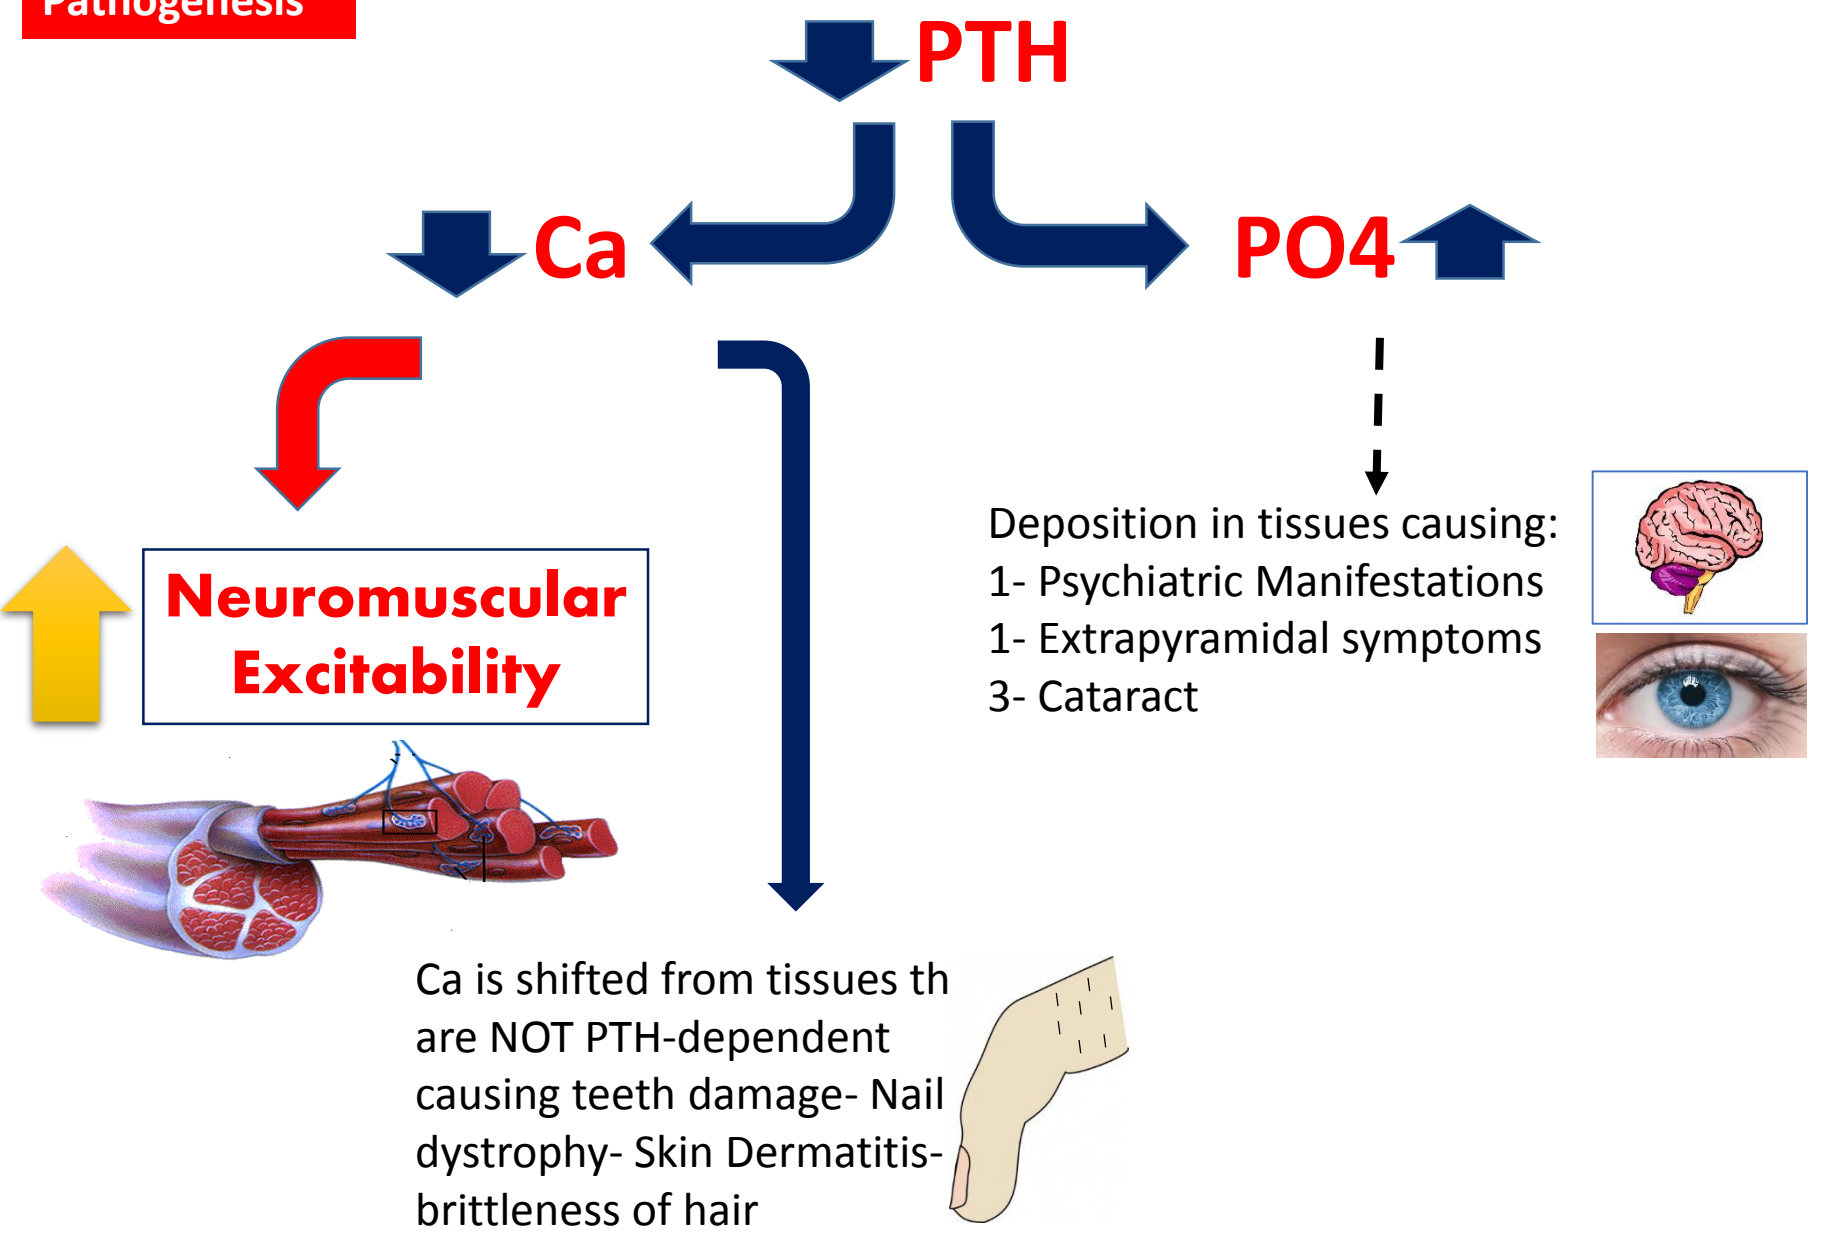 Pathogenesis
PTH
Ca
PO4
Neuromuscular
Excitability
Deposition in tissues causing:
1- Psychiatric Manifestations
1- Extrapyramidal symptoms
3- Cataract
Ca is shifted from tissues th
are NOT PTH-dependent
causing teeth damage- Nail
dystrophy- Skin Dermatitis-
brittleness of hair